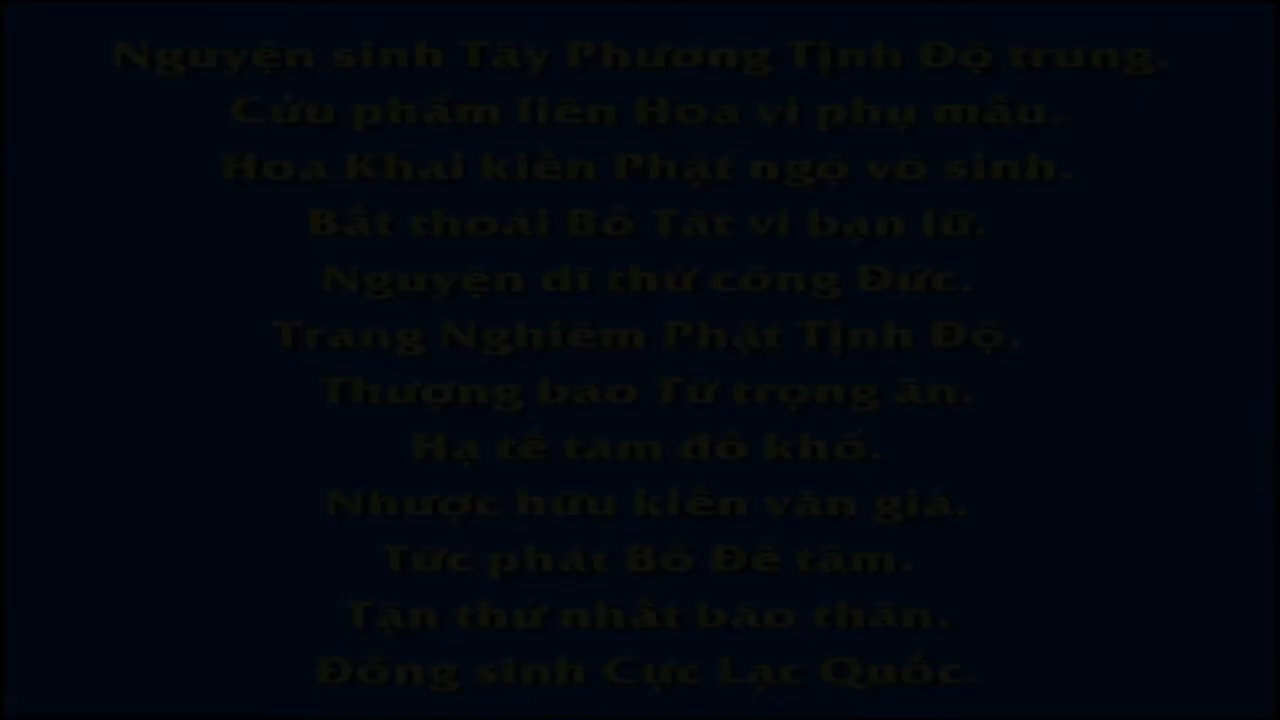 Nguyện sinh Tây Phương Tịnh Độ trung.
Cửu phẩm liên Hoa vi phụ mẫu.
Hoa Khai kiến Phật ngộ vô sinh.
Bất thoái Bồ Tát vi bạn lữ.
Nguyện dĩ thử công Đức.
Trang Nghiêm Phật Tịnh Độ.
Thượng báo Tứ trọng ân.
Hạ tế tam đồ khổ.
Nhược hữu kiến văn giả.
Tức phát Bồ Đề tâm.
Tận thử nhất báo thân.
Đồng sinh Cực Lạc Quốc.